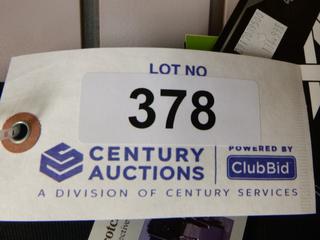 LOT NO
378
CENTURY
AUCTIONS
POWERED BY
ClubBid
A DIVISION OF CENTURY SERVICES